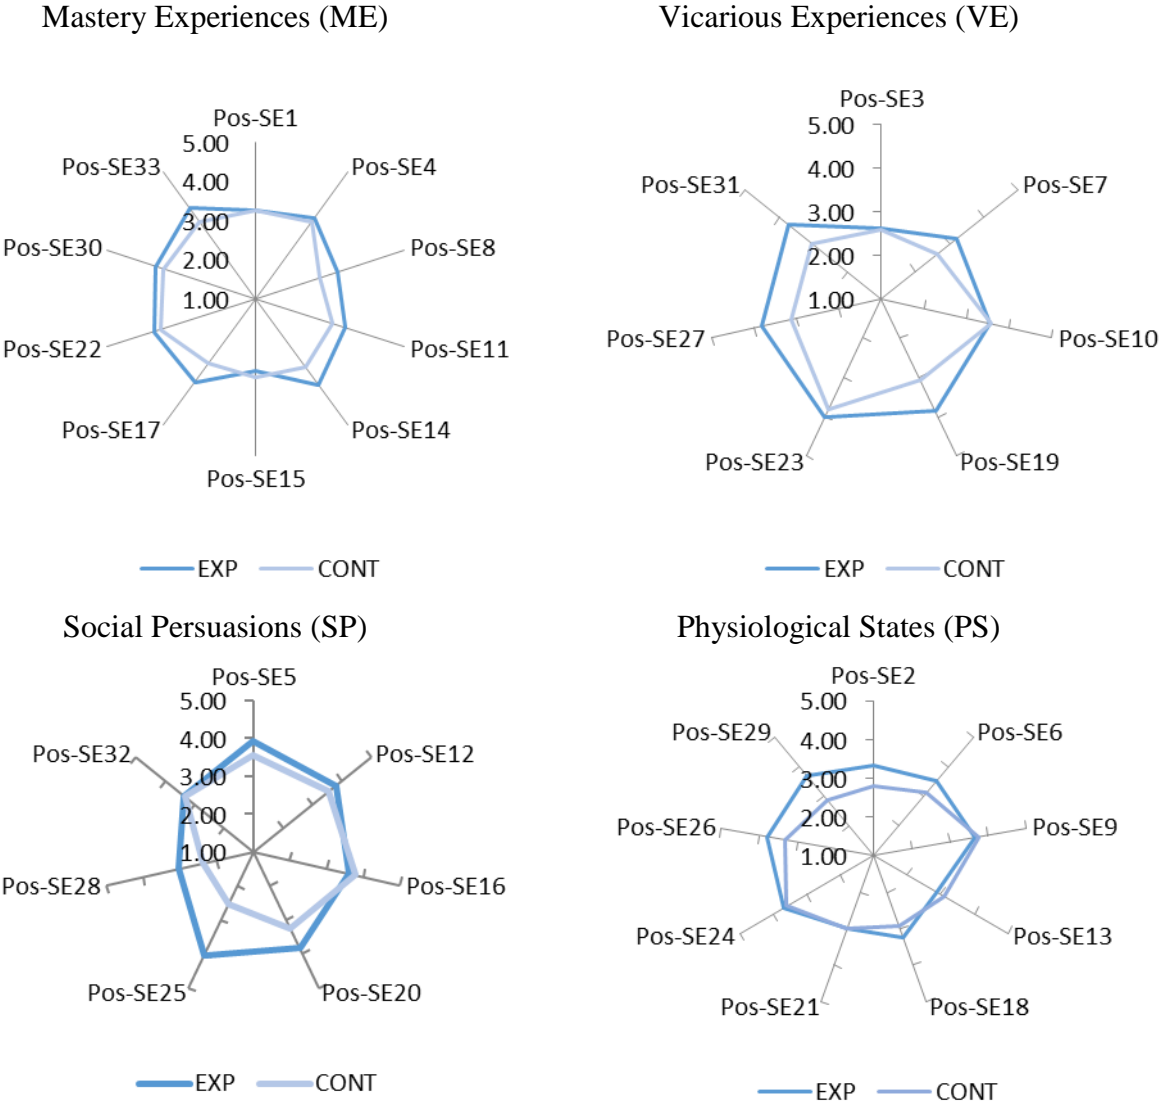 Mastery Experiences (ME)
Pos-SE1
5.00
4.00
3.00
2.00
1.00
Pos-SE4
Pos-SE8
Pos-SE11
Pos-SE14
Pos-SE15
Pos-SE17
Pos-SE22
Pos-SE30
Pos-SE33
EXP CONT
Vicarious Experiences (VE)
Pos-SE3
5.00
4.00
3.00
2.00
1.00
Pos-SE7
Pos-SE10
Pos-SE19
Pos-SE23
Pos-SE27
Pos-SE31
EXP CONT
Social Persuasions (SP)
Pos-SE5
5.00
4.00
3.00
2.00
1.00
Pos-SE12
Pos-SE16
Pos-SE20
Pos-SE25
Pos-SE28
Pos-SE32
EXP CONT
Physiological States (PS)
Pos-SE2
5.00
4.00
3.00
2.00
1.00
Pos-SE6
Pos-SE9
Pos-SE13
Pos-SE18
Pos-SE21
Pos-SE24
Pos-SE26
Pos-SE29
EXP CONT